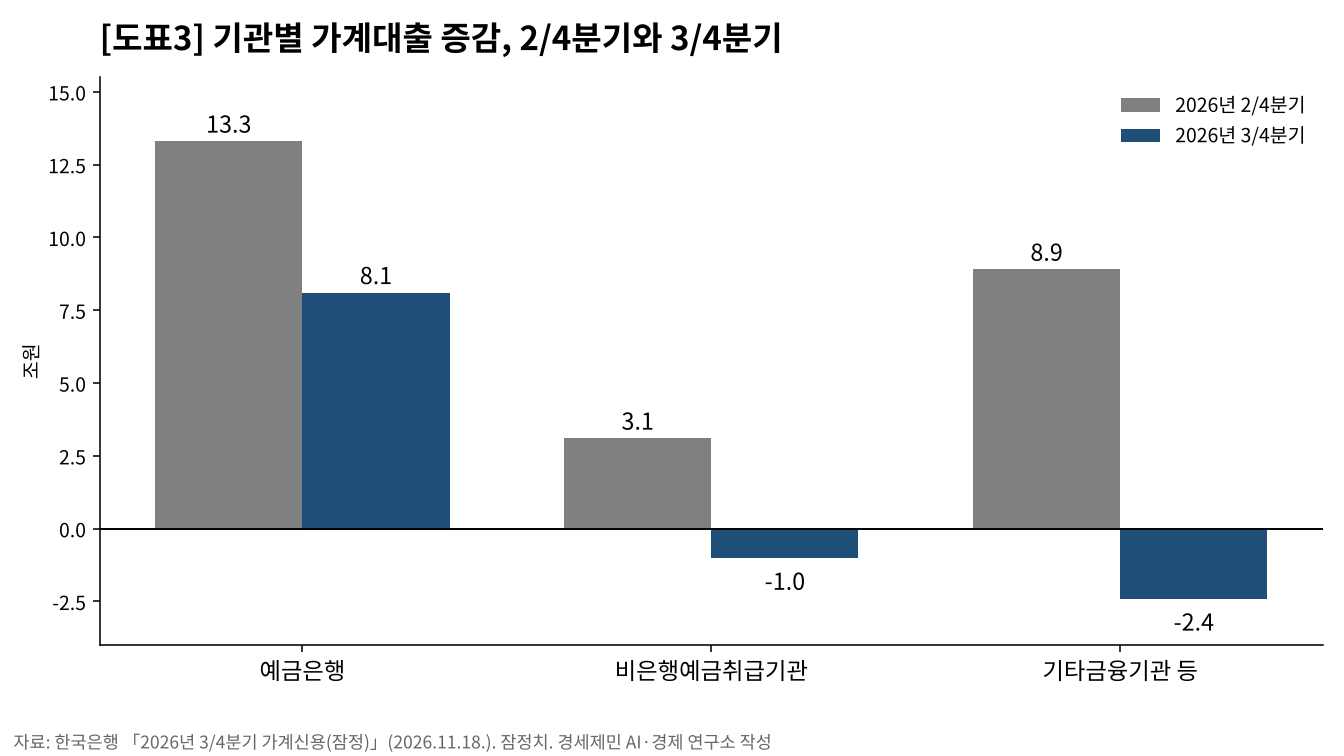 [도표3] 기관별 가계대출 증감, 2/4분기와 3/4분기
2026년 2/4분기
2026년 3/4분기
조원
15.0
12.5
10.0
7.5
5.0
2.5
0.0
-2.5
13.3
8.1
3.1
-1.0
8.9
-2.4
예금은행
비은행예금취급기관
기타금융기관 등
자료: 한국은행 「2026년 3/4분기 가계신용(잠정)」(2026.11.18.). 잠정치. 경세제민 AI·경제 연구소 작성